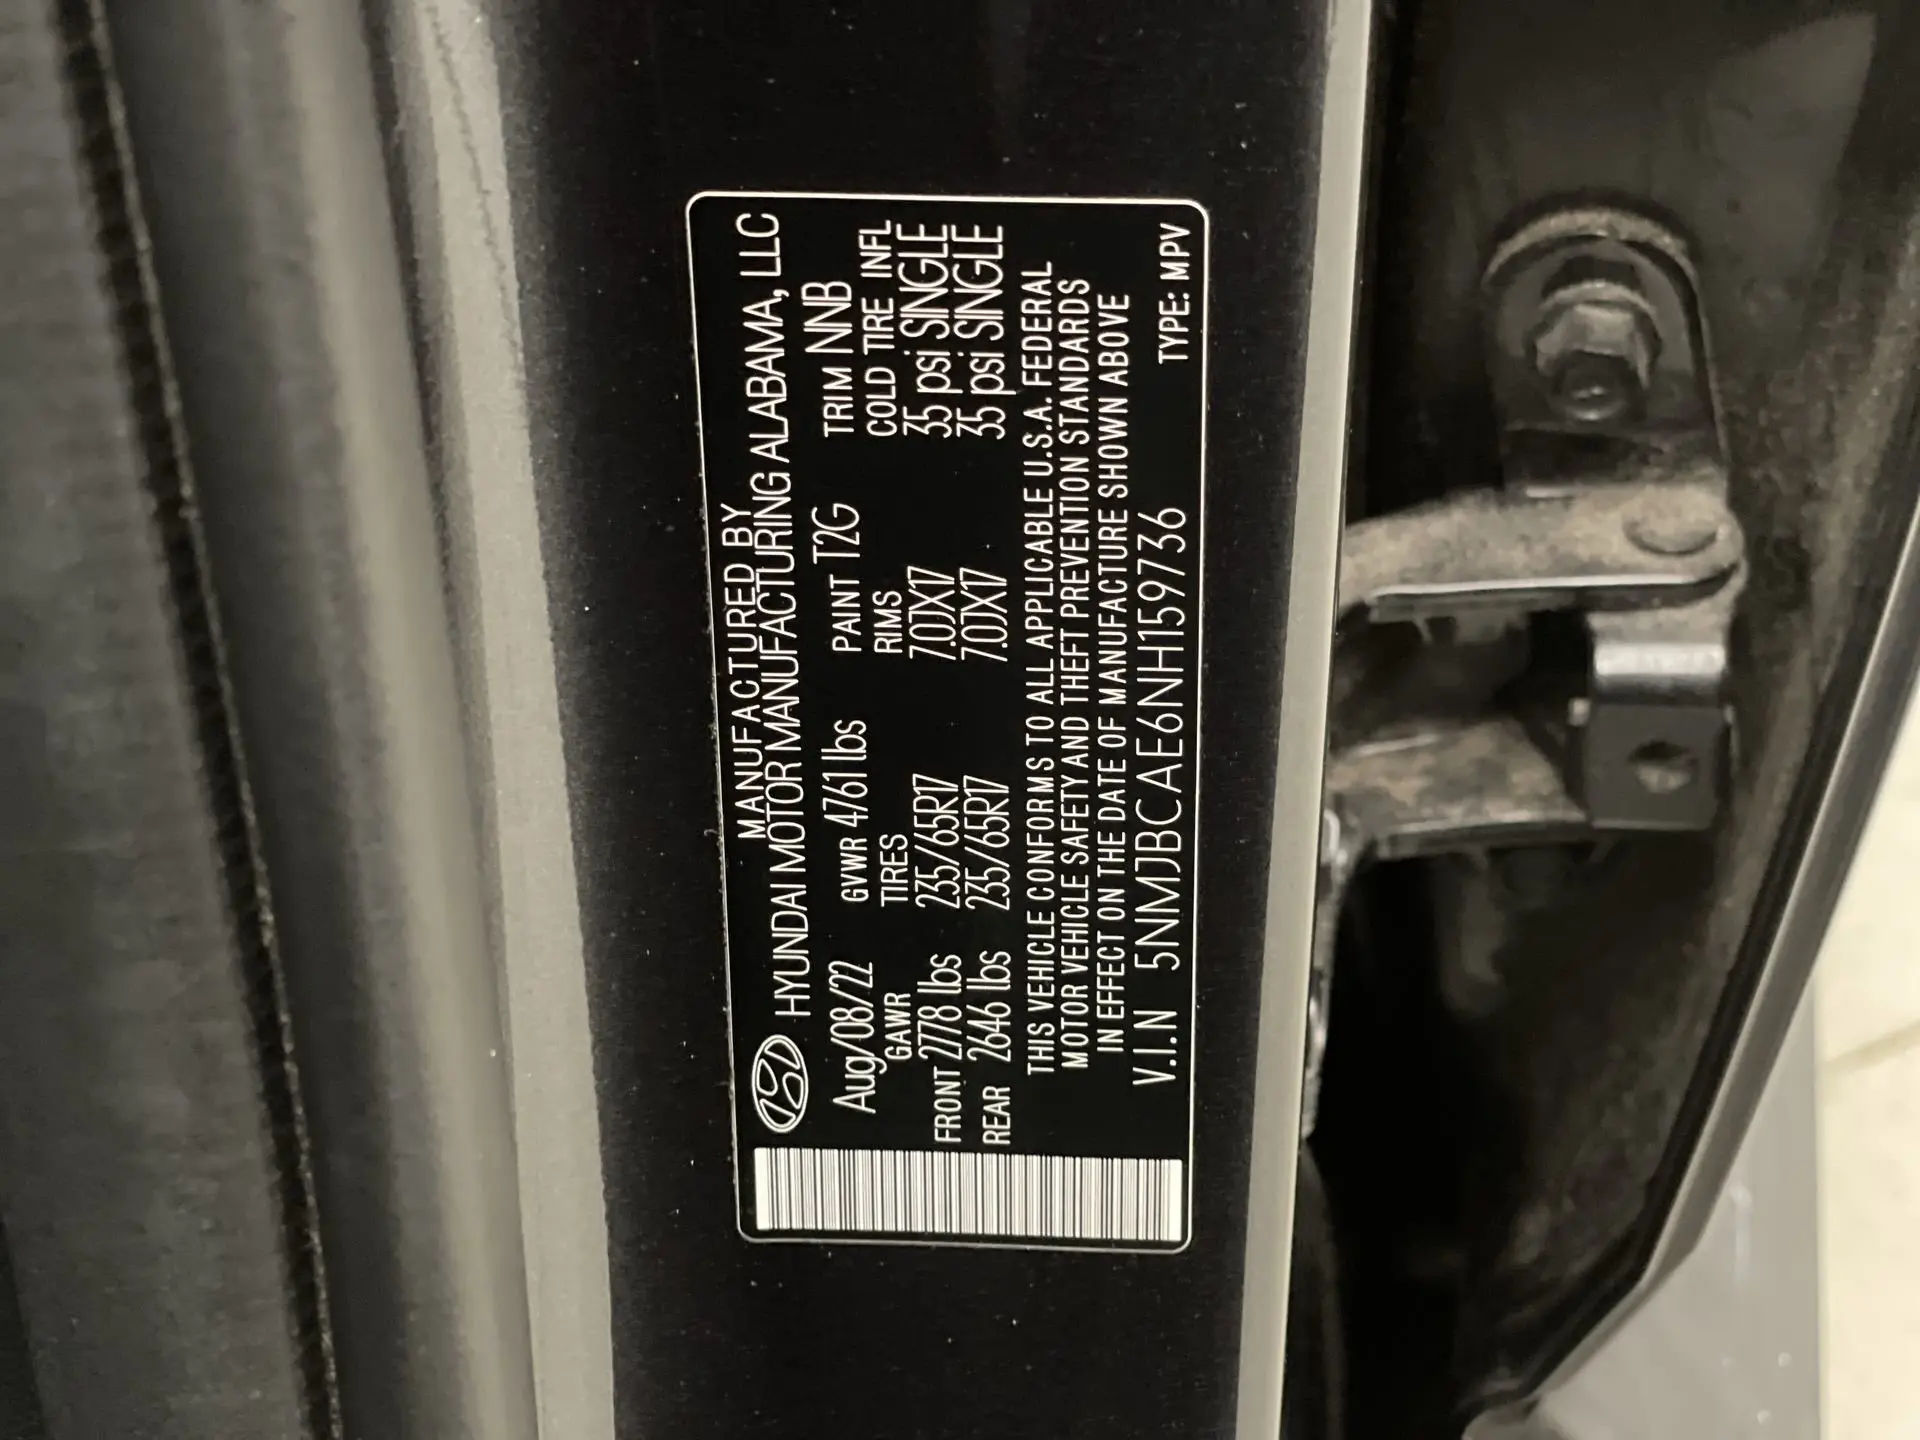 MANUFACTURED BY
HYUNDAI MOTOR MANUFACTURING ALABAMA, LLC
Aug/08/22 GVWR 4761 lbs PAINT T2G TRIM NNB
GAWR TIRES RIMS COLD TIRE INFL
FRONT 2778 lbs 235/65R17 7.0JX17 35 psi SINGLE
REAR 2646 lbs 235/65R17 7.0JX17 35 psi SINGLE
THIS VEHICLE CONFORMS TO ALL APPLICABLE U.S.A. FEDERAL
MOTOR VEHICLE SAFETY AND THEFT PREVENTION STANDARDS
IN EFFECT ON THE DATE OF MANUFACTURE SHOWN ABOVE
V.I.N 5NMJBCAE6NH159736 TYPE: MPV